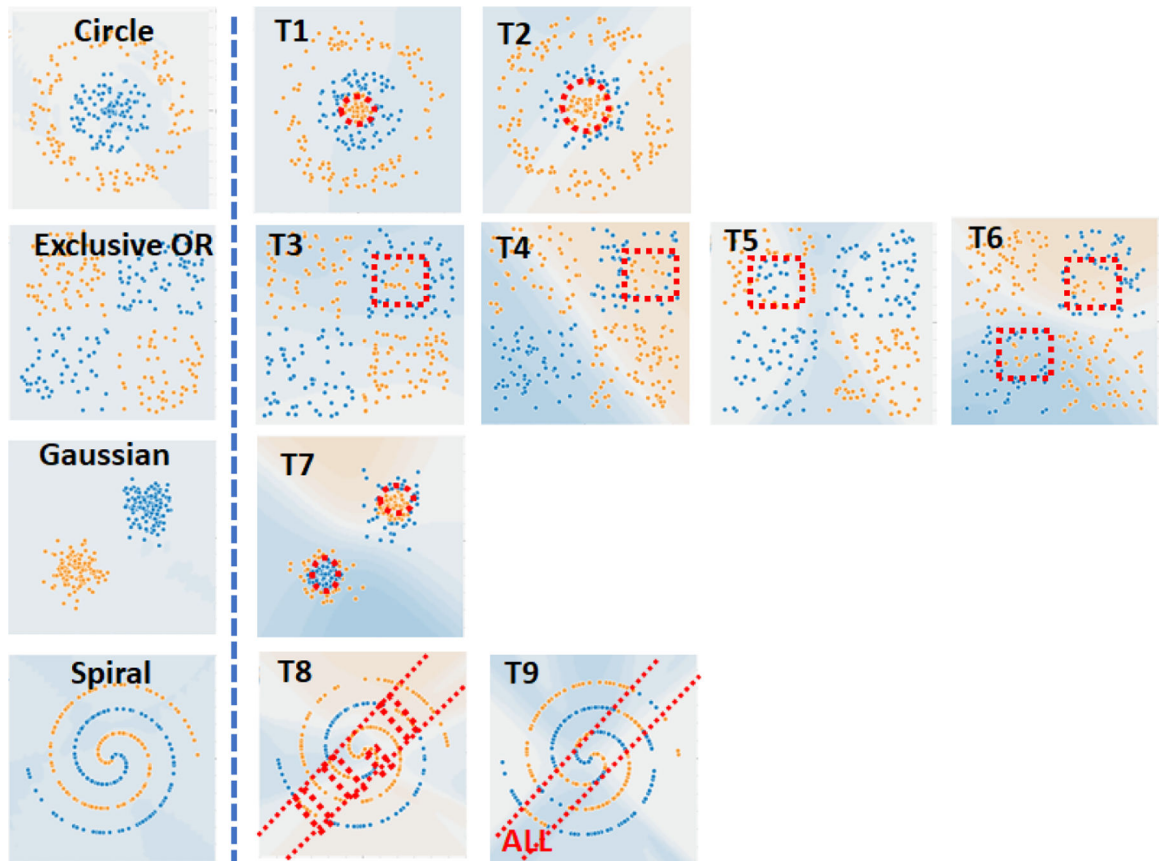 Circle
T1
T2
Exclusive OR
T3
T4
T5
T6
Gaussian
T7
Spiral
T8
T9
ALL